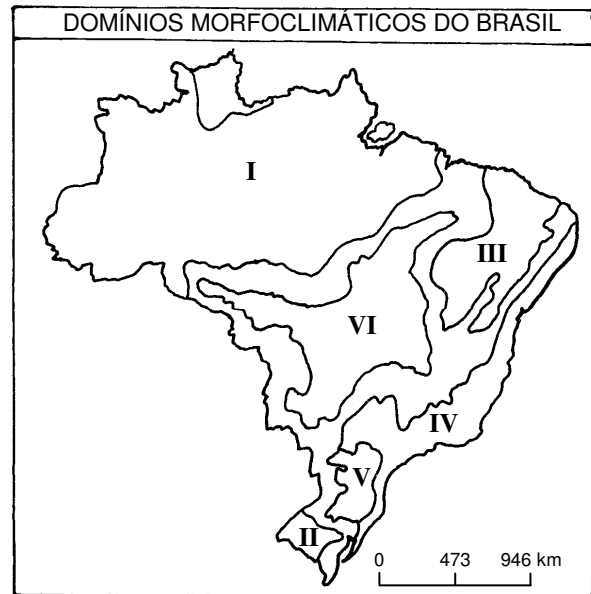 DOMÍNIOS MORFOCLIMÁTICOS DO BRASIL
I
III
VI
IV
V
II
0 473 946 km